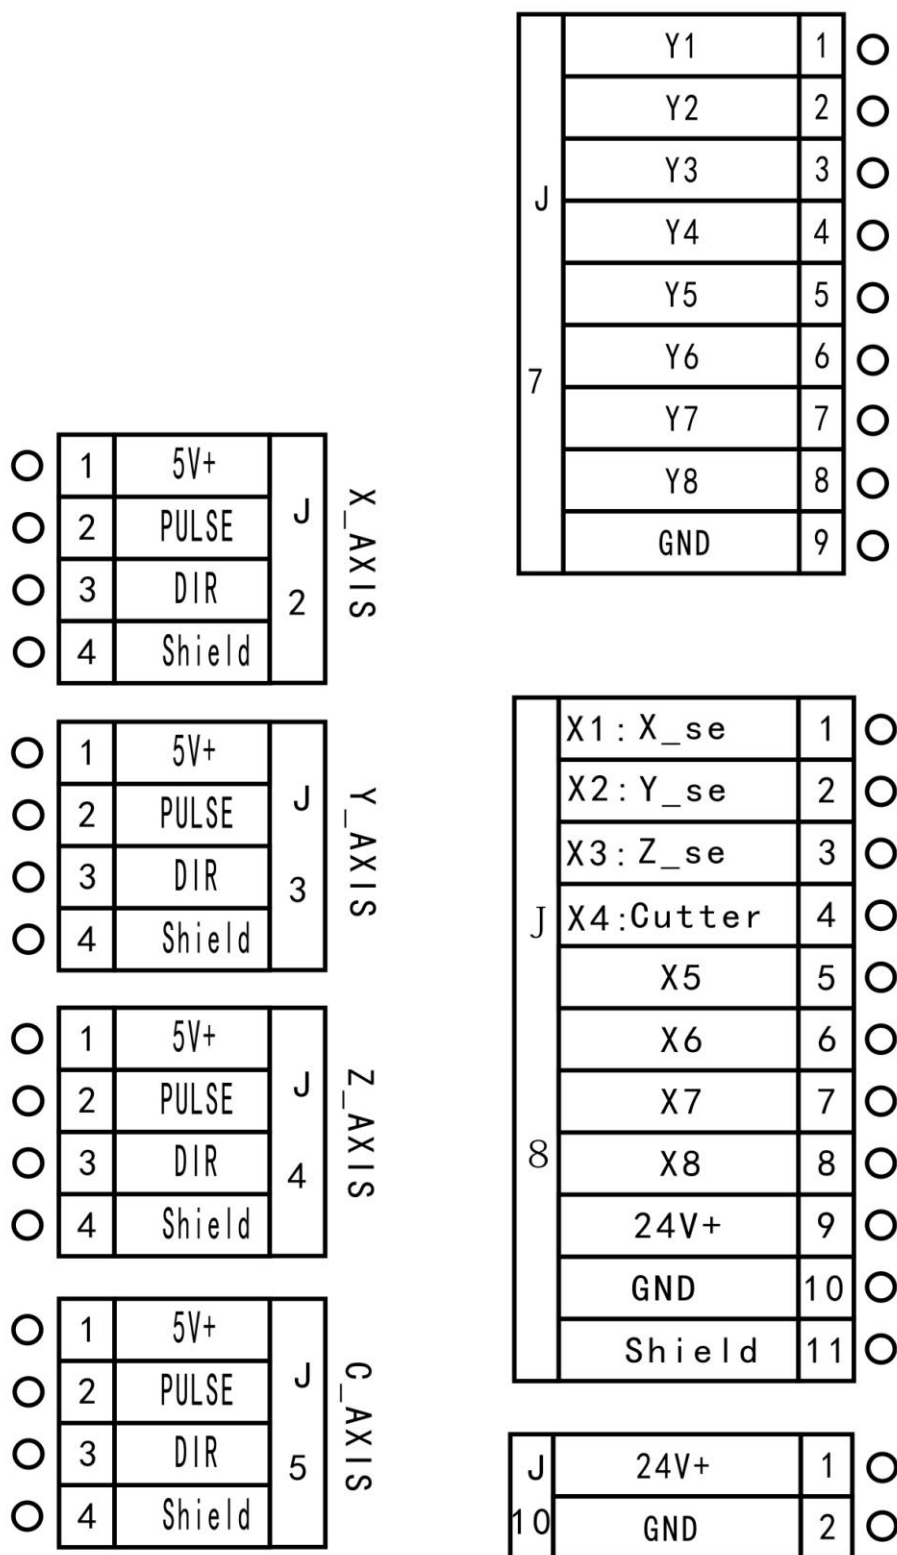 J 7
Y1 1
Y2 2
Y3 3
Y4 4
Y5 5
Y6 6
Y7 7
Y8 8
GND 9
1 5V+
2 PULSE
3 DIR
4 Shield
J 2
X_AXIS
1 5V+
2 PULSE
3 DIR
4 Shield
J 3
Y_AXIS
1 5V+
2 PULSE
3 DIR
4 Shield
J 4
Z_AXIS
1 5V+
2 PULSE
3 DIR
4 Shield
J 5
C_AXIS
J 8
X1:X_se 1
X2:Y_se 2
X3:Z_se 3
X4:Cutter 4
X5 5
X6 6
X7 7
X8 8
24V+ 9
GND 10
Shield 11
J 10
24V+ 1
GND 2